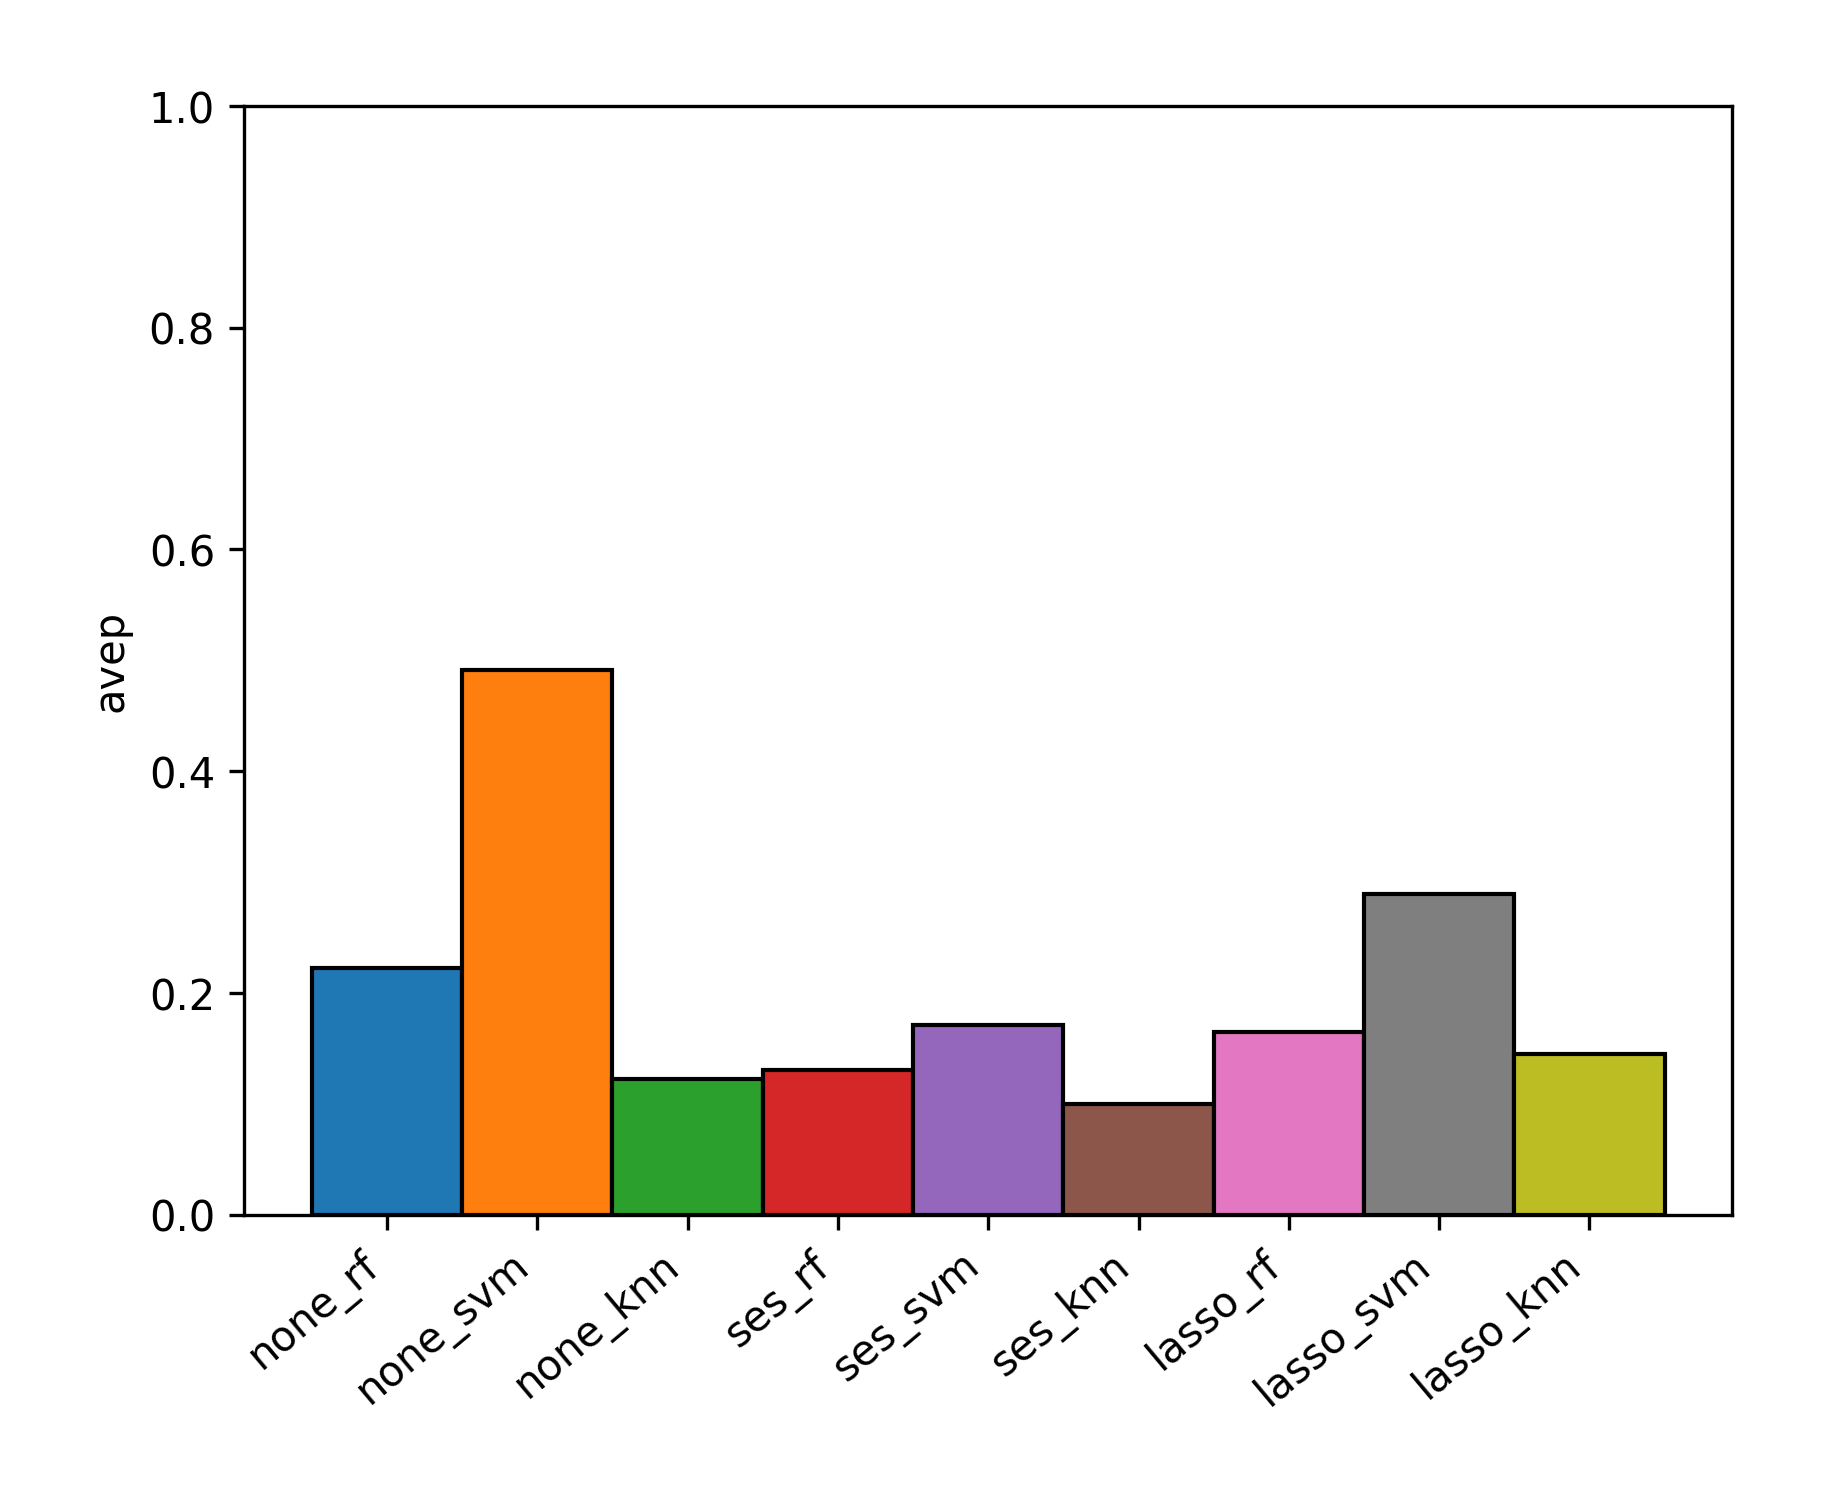 1.0
0.8
0.6
0.4
0.2
0.0
avep
none_rf
none_svm
none_knn
ses_rf
ses_svm
ses_knn
lasso_rf
lasso_svm
lasso_knn